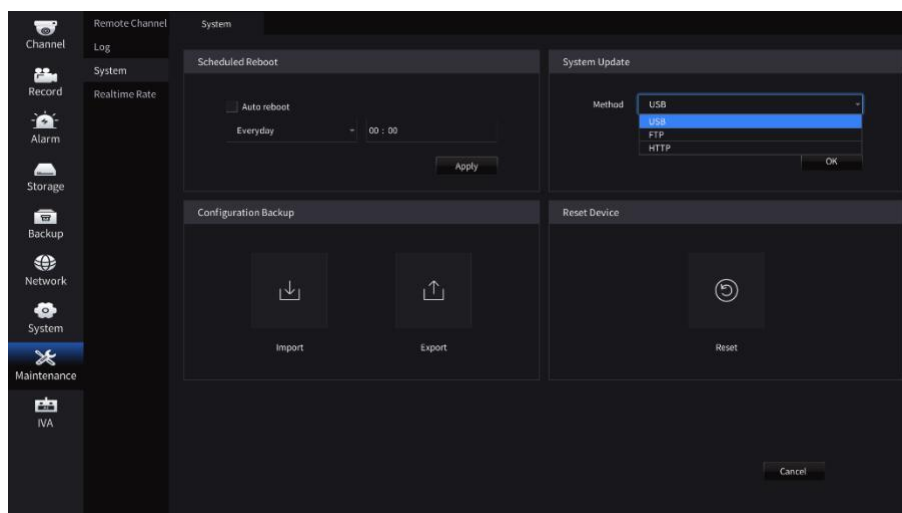 Channel
Record
Alarm
Storage
Backup
Network
System
Maintenance
IVA
Remote Channel
Log
System
Realtime Rate
System
Scheduled Reboot
Auto reboot
Everyday
00 : 00
Apply
System Update
Method
USB
USB
FTP
HTTP
OK
Configuration Backup
Import
Export
Reset Device
Reset
Cancel